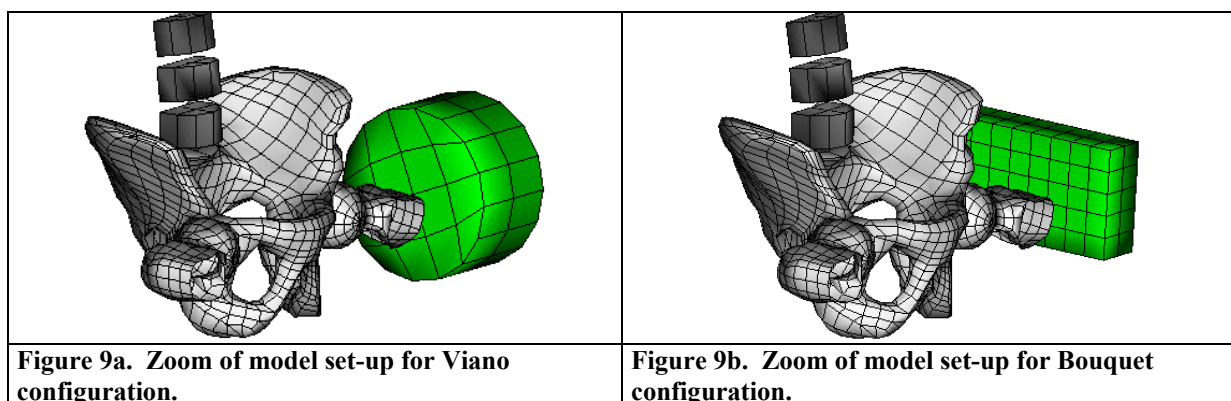 Figure 9a. Zoom of model set-up for Viano
configuration.
Figure 9b. Zoom of model set-up for Bouquet
configuration.